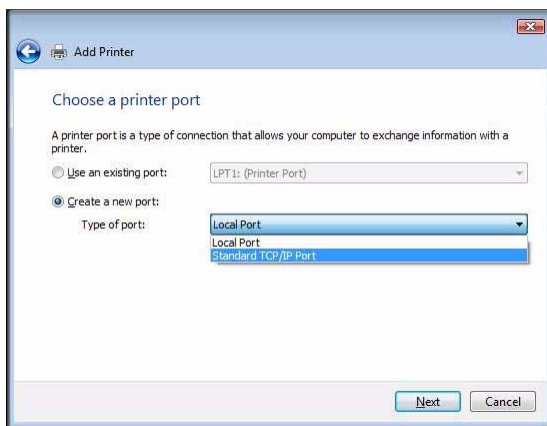 Add Printer
Choose a printer port
A printer port is a type of connection that allows your computer to exchange information with a
printer.
Use an existing port: LPT1: (Printer Port)
Create a new port:
Type of port: Local Port
Local Port
Standard TCP/IP Port
Next Cancel